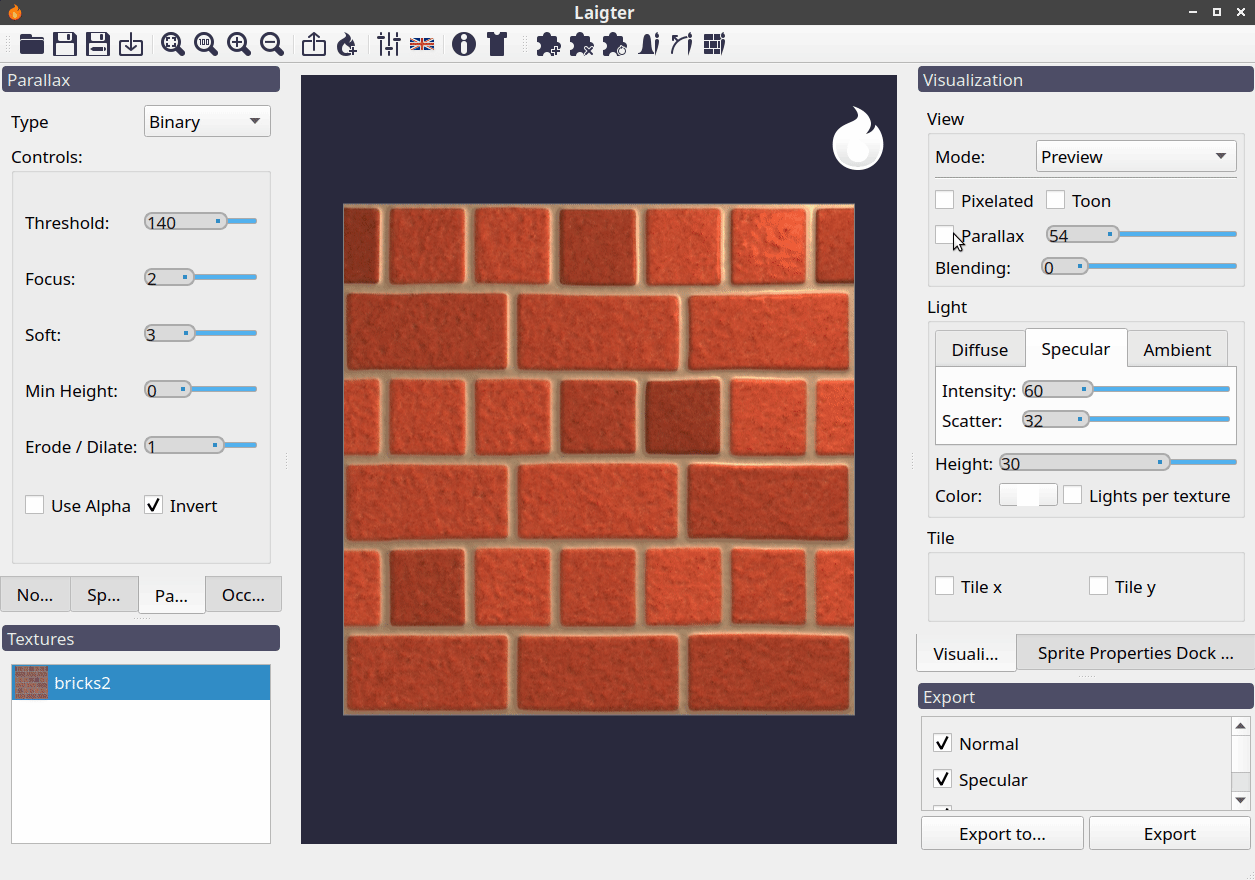 Laigter
100
Parallax
Type
Binary
Controls:
Threshold:
140
Focus:
2
Soft:
3
Min Height:
0
Erode / Dilate:
1
Use Alpha
Invert
No...
Sp...
Pa...
Occ...
Textures
bricks2
Visualization
View
Mode:
Preview
Pixelated
Toon
Parallax
54
Blending:
0
Light
Diffuse
Specular
Ambient
Intensity:
60
Scatter:
32
Height:
30
Color:
Lights per texture
Tile
Tile x
Tile y
Visuali...
Sprite Properties Dock ...
Export
Normal
Specular
Export to...
Export